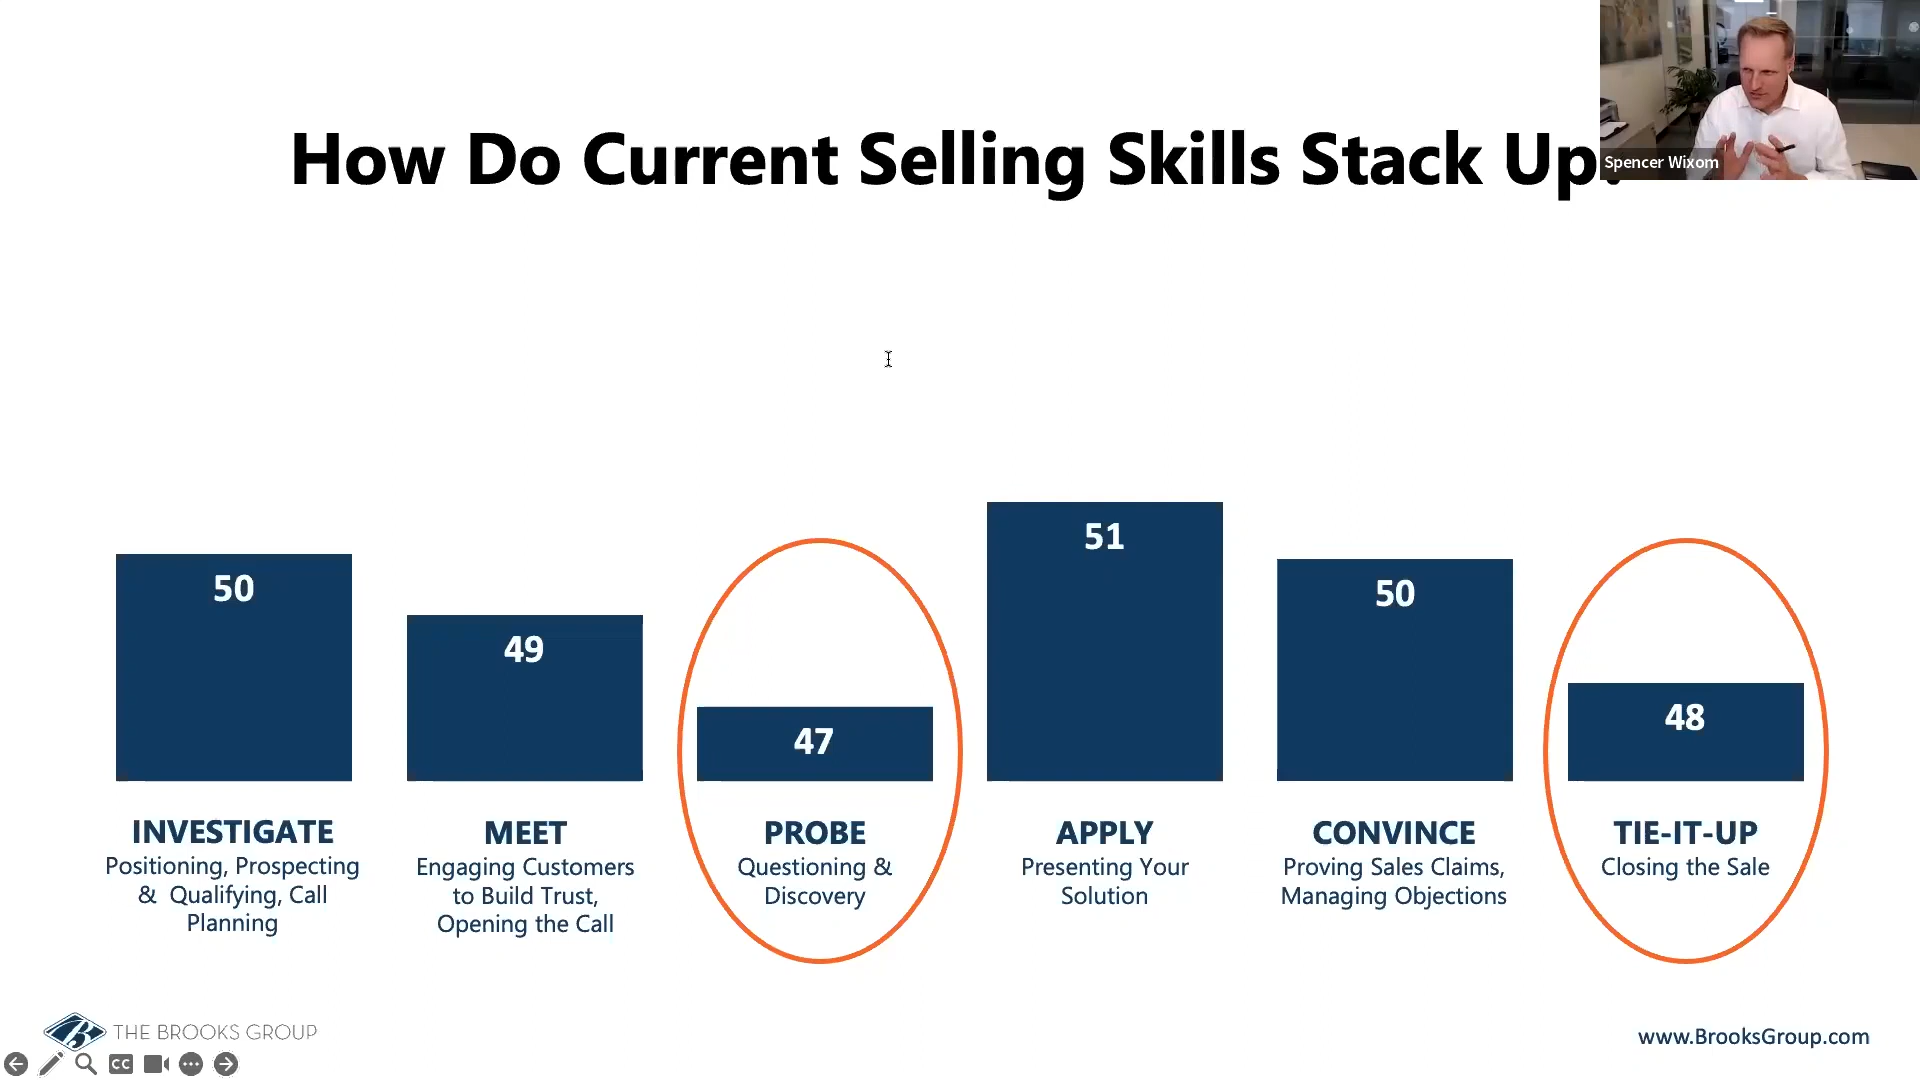 How Do Current Selling Skills Stack Up?
Spencer Wixom
50
49
47
51
50
48
INVESTIGATE
Positioning, Prospecting
& Qualifying, Call
Planning
MEET
Engaging Customers
to Build Trust,
Opening the Call
PROBE
Questioning &
Discovery
APPLY
Presenting Your
Solution
CONVINCE
Proving Sales Claims,
Managing Objections
TIE-IT-UP
Closing the Sale
THE BROOKS GROUP
CC
www.BrooksGroup.com